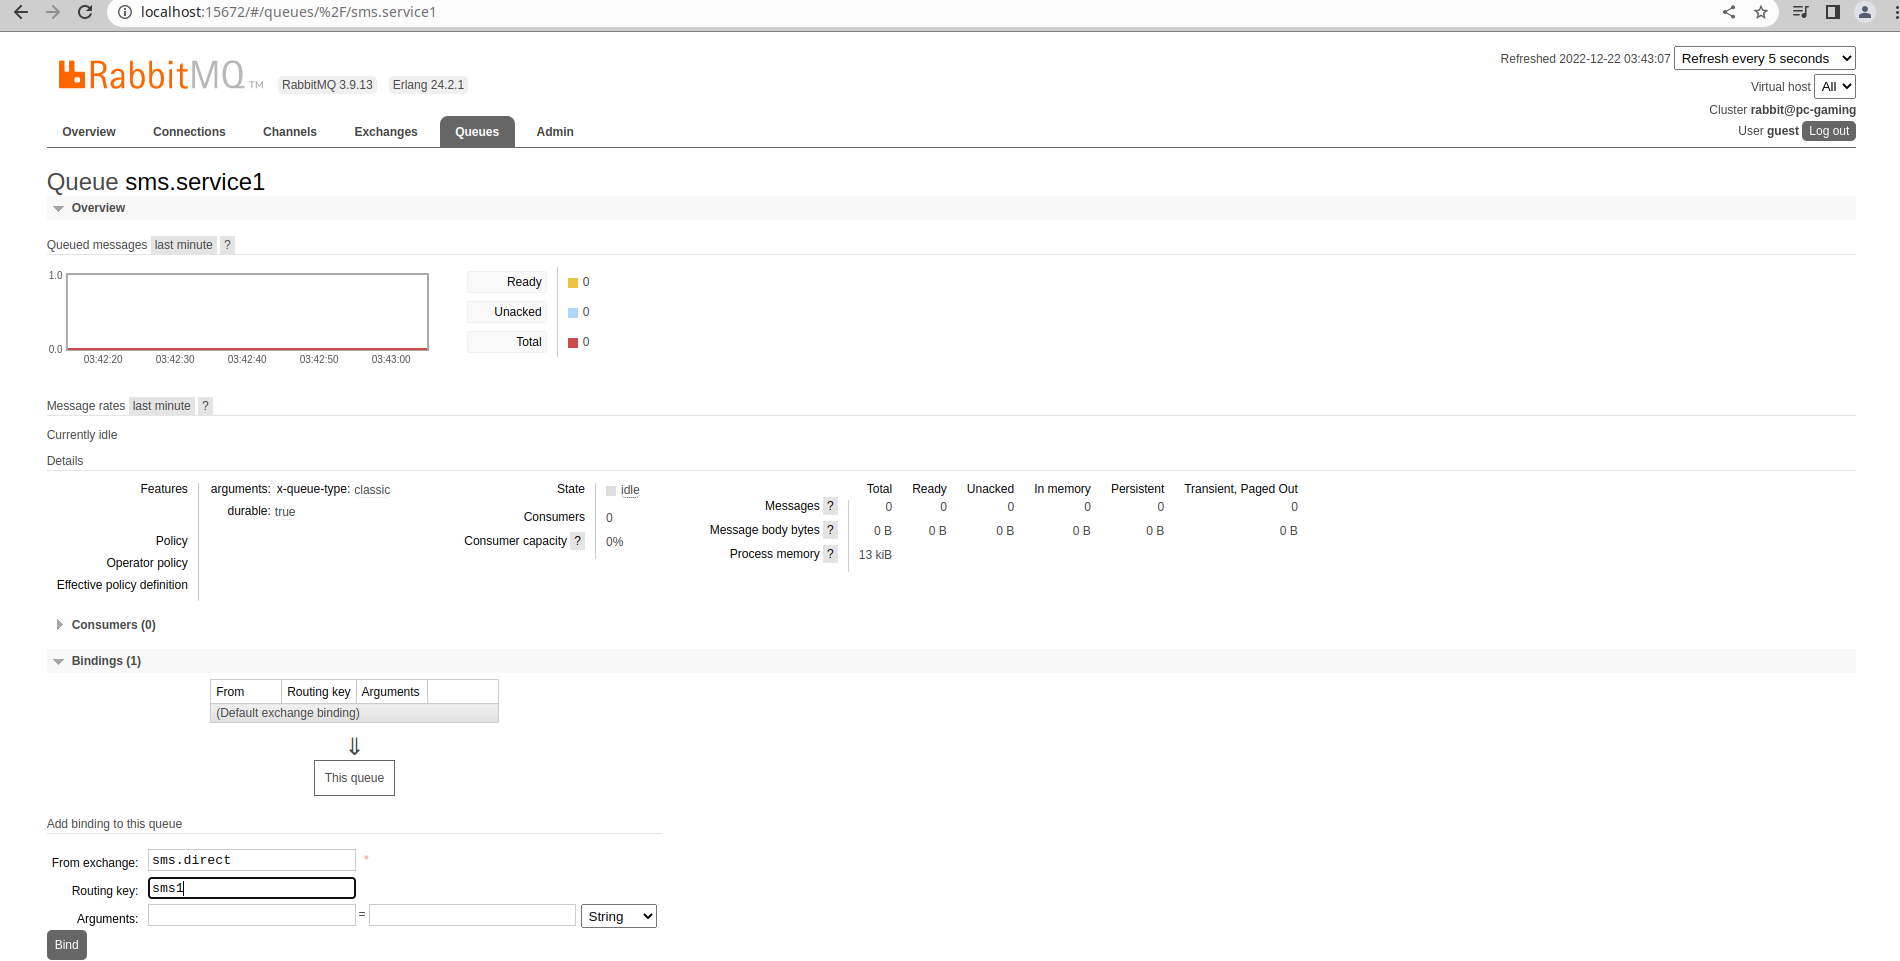 localhost:15672/#/queues/%2F/sms.service1
RabbitMQ TM RabbitMQ 3.9.13 Erlang 24.2.1
Refreshed 2022-12-22 03:43:07 Refresh every 5 seconds
Virtual host All
Cluster rabbit@pc-gaming
User guest Log out
Overview Connections Channels Exchanges Queues Admin
Queue sms.service1
Overview
Queued messages last minute ?
1.0
0.0
03:42:20 03:42:30 03:42:40 03:42:50 03:43:00
Ready 0
Unacked 0
Total 0
Message rates last minute ?
Currently idle
Details
Features arguments: x-queue-type: classic
durable: true
Policy
Operator policy
Effective policy definition
State idle
Consumers 0
Consumer capacity ? 0%
Total Ready Unacked In memory Persistent Transient, Paged Out
Messages ? 0 0 0 0 0 0
Message body bytes ? 0 B 0 B 0 B 0 B 0 B 0 B
Process memory ? 13 kiB
Consumers (0)
Bindings (1)
From Routing key Arguments
(Default exchange binding)
⇓
This queue
Add binding to this queue
From exchange: sms.direct *
Routing key: sms1
Arguments: = String
Bind